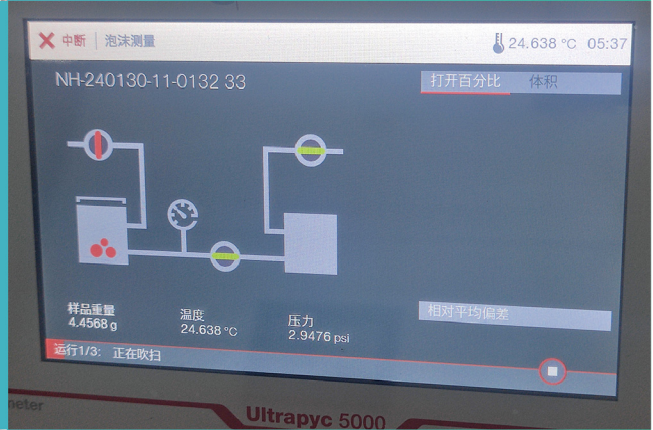 中断 泡沫测量 24.638 °C 05:37
NH-240130-11-0132 33 打开百分比 体积
样品重量 温度 压力 相对平均偏差
4.4568 g 24.638 °C 2.9476 psi
运行1/3: 正在吹扫
meter Ultrapyc 5000